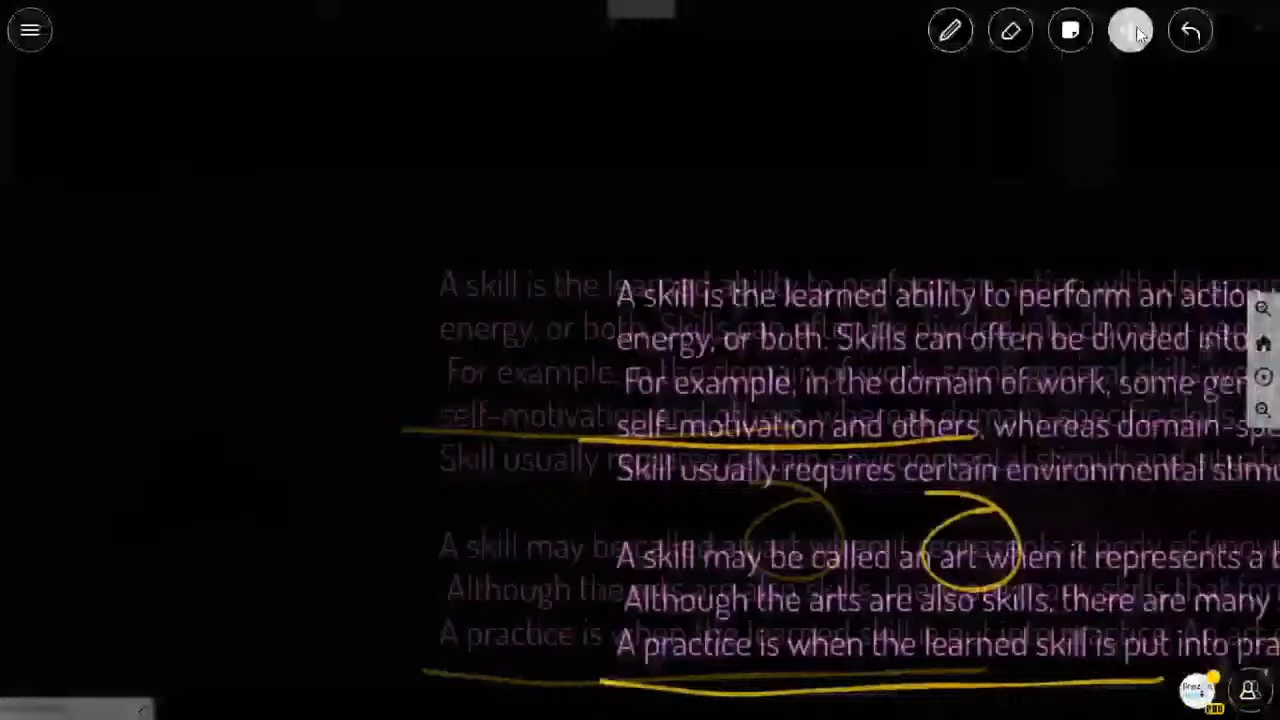 A skill is the learned ability to perform an action
energy, or both. Skills can often be divided into
For example, in the domain of work, some gen
self-motivation and others, whereas domain-spe
Skill usually requires certain environmental stimu
A skill may be called an art when it represents a b
Although the arts are also skills, there are many
A practice is when the learned skill is put into pra